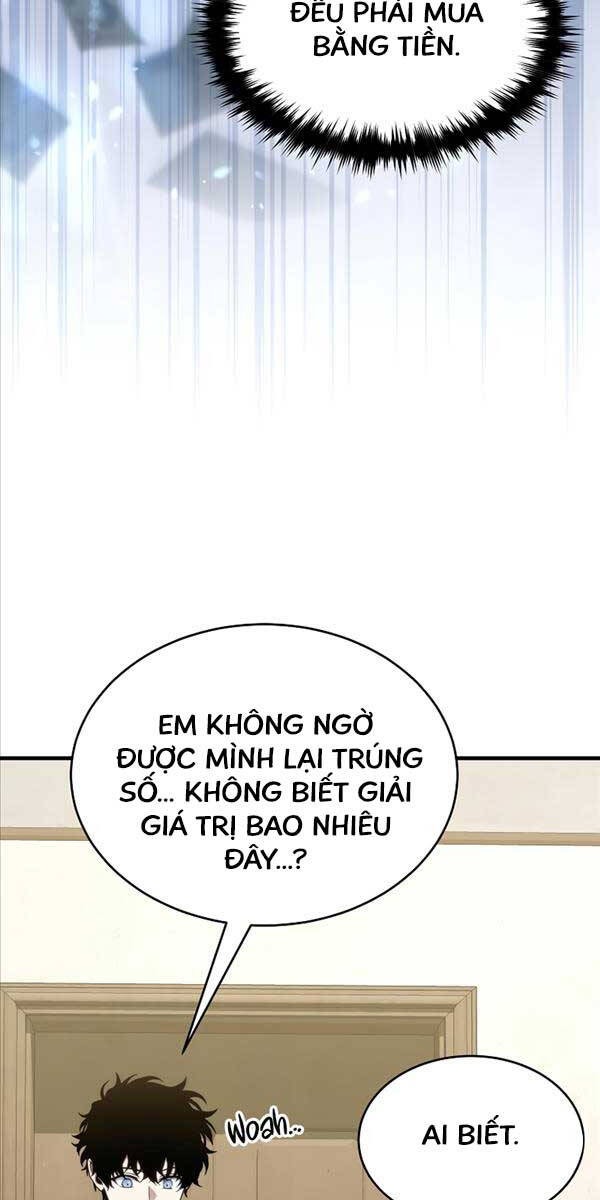 ĐỀU PHẢI MUA
BẰNG TIỀN.
EM KHÔNG NGỜ
ĐƯỢC MÌNH LẠI TRÚNG
SỐ... KHÔNG BIẾT GIẢI
GIÁ TRỊ BAO NHIÊU
ĐÂY...?
Woah...
AI BIẾT.